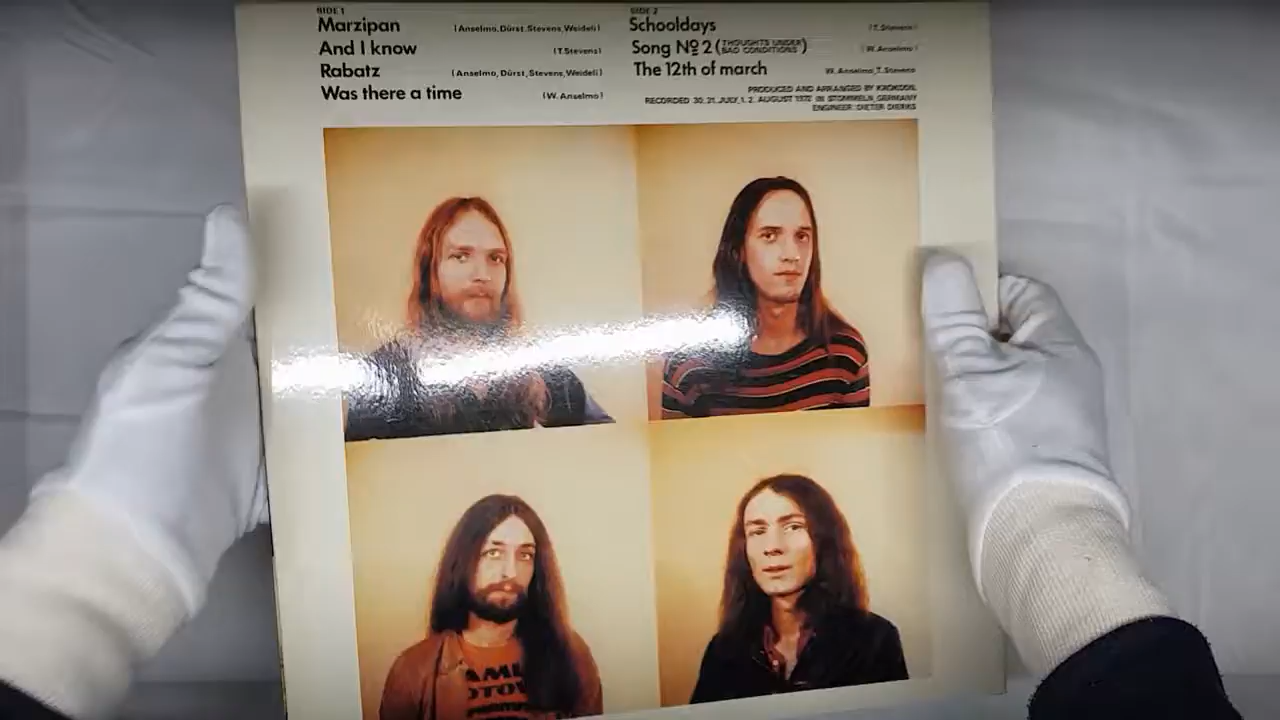 SIDE 1
Marzipan (Anselmo, Dürst, Stevens, Weideli)
And I know (T. Stevens)
Rabatz (Anselmo, Dürst, Stevens, Weideli)
Was there a time (W. Anselmo)
SIDE 2
Schooldays (T. Stevens)
Song Nº 2 (THOUGHTS UNDER BAD CONDITIONS) (W. Anselmo)
The 12th of march W. Anselmo, T. Stevens
PRODUCED AND ARRANGED BY KROKODIL
RECORDED 30. 31. JULY, 1. 2. AUGUST 1972 IN STOMMELN, GERMANY
ENGINEER: DIETER DIERKS